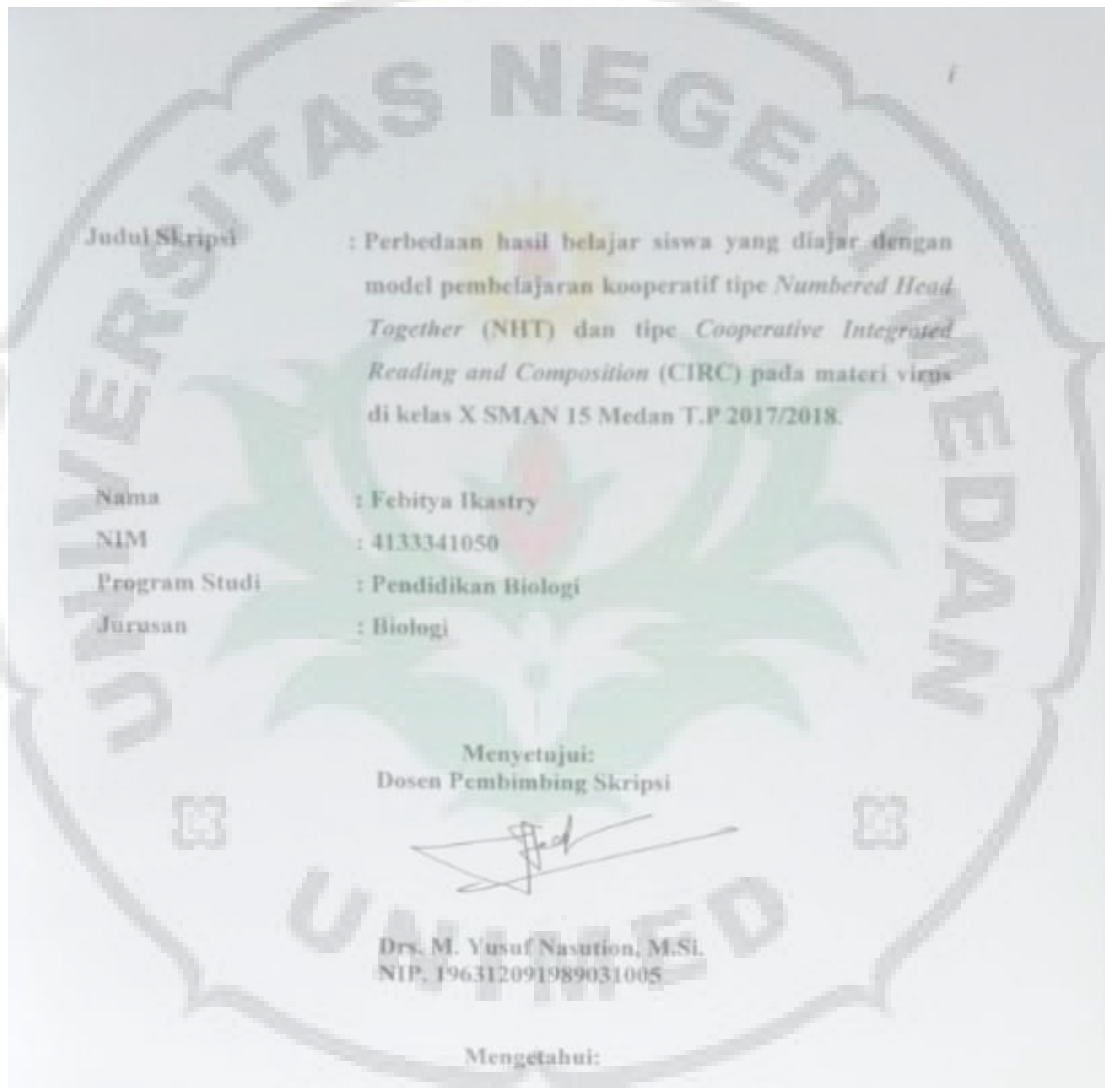 i
UNIVERSITAS NEGERI MEDAN
Judul Skripsi : Perbedaan hasil belajar siswa yang diajar dengan
model pembelajaran kooperatif tipe Numbered Head
Together (NHT) dan tipe Cooperative Integrated
Reading and Composition (CIRC) pada materi virus
di kelas X SMAN 15 Medan T.P 2017/2018.
Nama : Febitya Ikastry
NIM : 4133341050
Program Studi : Pendidikan Biologi
Jurusan : Biologi
Menyetujui:
Dosen Pembimbing Skripsi
Drs. M. Yusuf Nasution, M.Si.
NIP. 196312091989031005
UNIMED
Mengetahui: